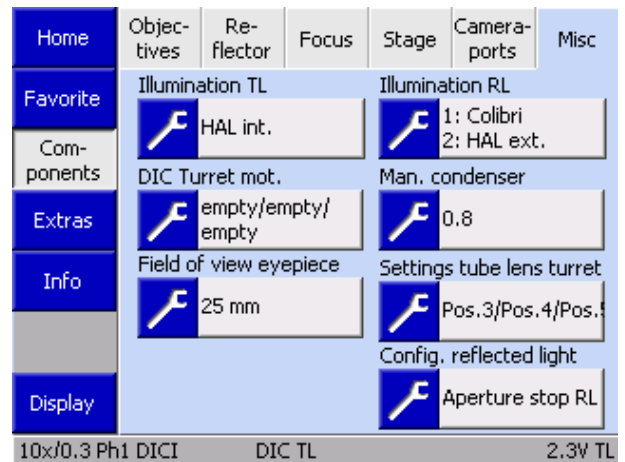 Home
Objec-
tives
Re-
flector
Focus
Stage
Camera-
ports
Misc
Favorite
Com-
ponents
Extras
Info
Display
Illumination TL
HAL int.
Illumination RL
1: Colibri
2: HAL ext.
DIC Turret mot.
empty/empty/
empty
Man. condenser
0.8
Field of view eyepiece
25 mm
Settings tube lens turret
Pos.3/Pos.4/Pos.5
Config. reflected light
Aperture stop RL
10x/0.3 Ph1 DICI DIC TL 2.3V TL